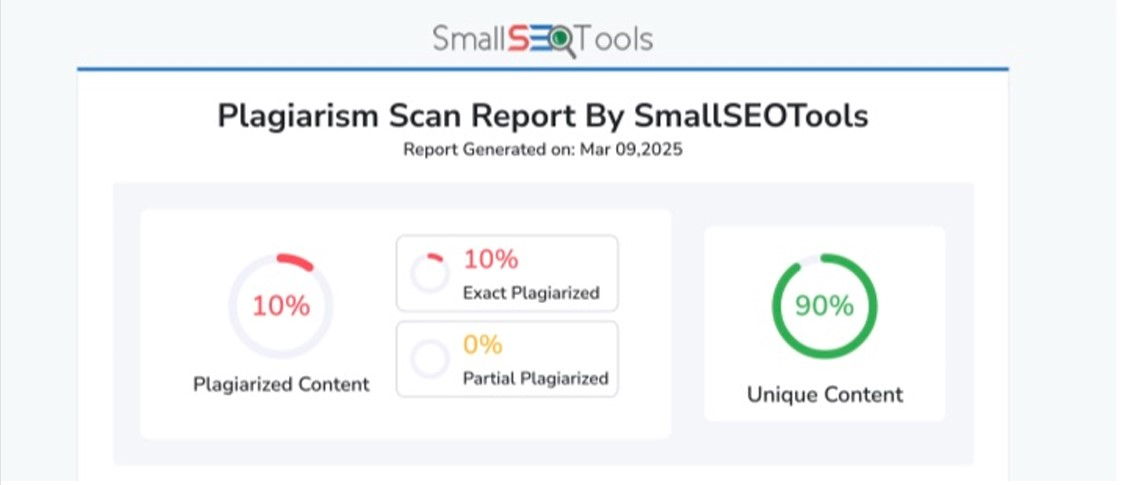 SmallSEOTools
Plagiarism Scan Report By SmallSEOTools
Report Generated on: Mar 09,2025
10%
Plagiarized Content
10%
Exact Plagiarized
0%
Partial Plagiarized
90%
Unique Content